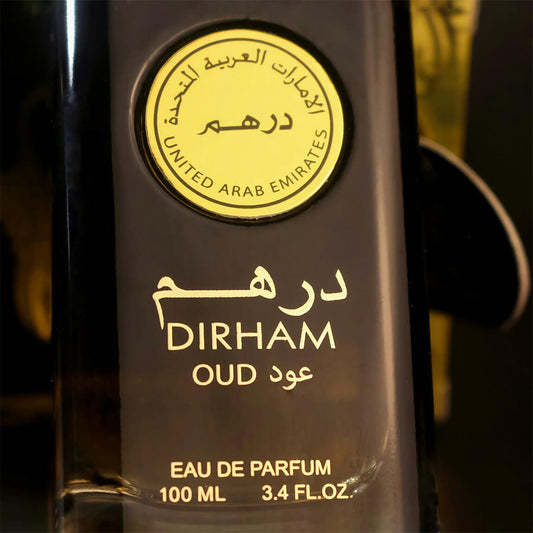 الامارات العربية المتحدة
درهم
UNITED ARAB EMIRATES
درهم
DIRHAM
OUD عود
EAU DE PARFUM
100 ML 3.4 FL.OZ.